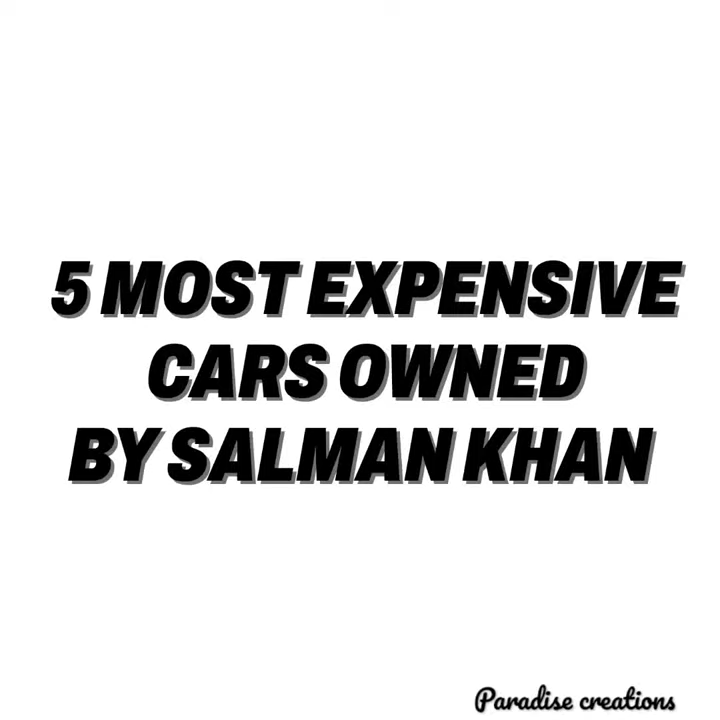 5 MOST EXPENSIVE
CARS OWNED
BY SALMAN KHAN
Paradise creations